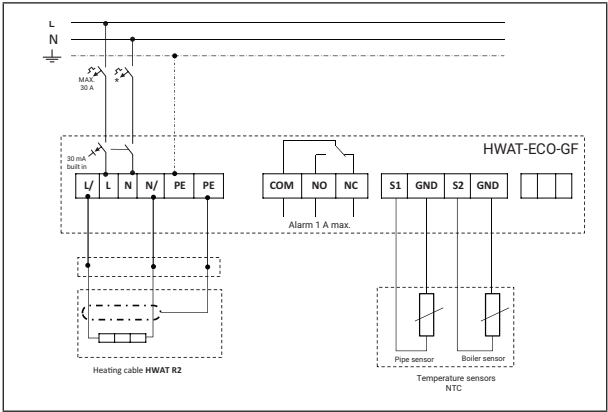 L
N
MAX.
30 A
*
30 mA
built in
HWAT-ECO-GF
L/ L N N/ PE PE
COM NO NC
S1 GND S2 GND
Alarm 1 A max.
Pipe sensor
Boiler sensor
Heating cable HWAT R2
Temperature sensors
NTC